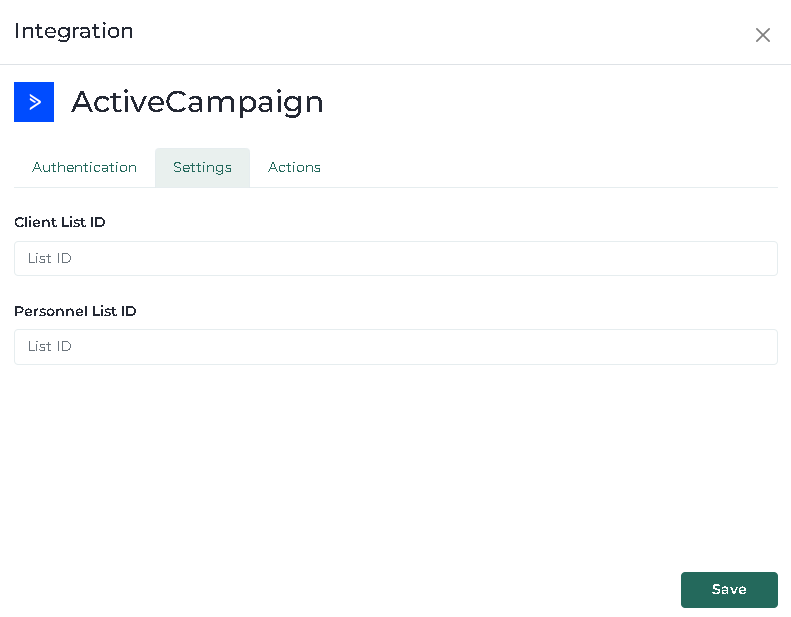 Integration
ActiveCampaign
Authentication Settings Actions
Client List ID
List ID
Personnel List ID
List ID
Save